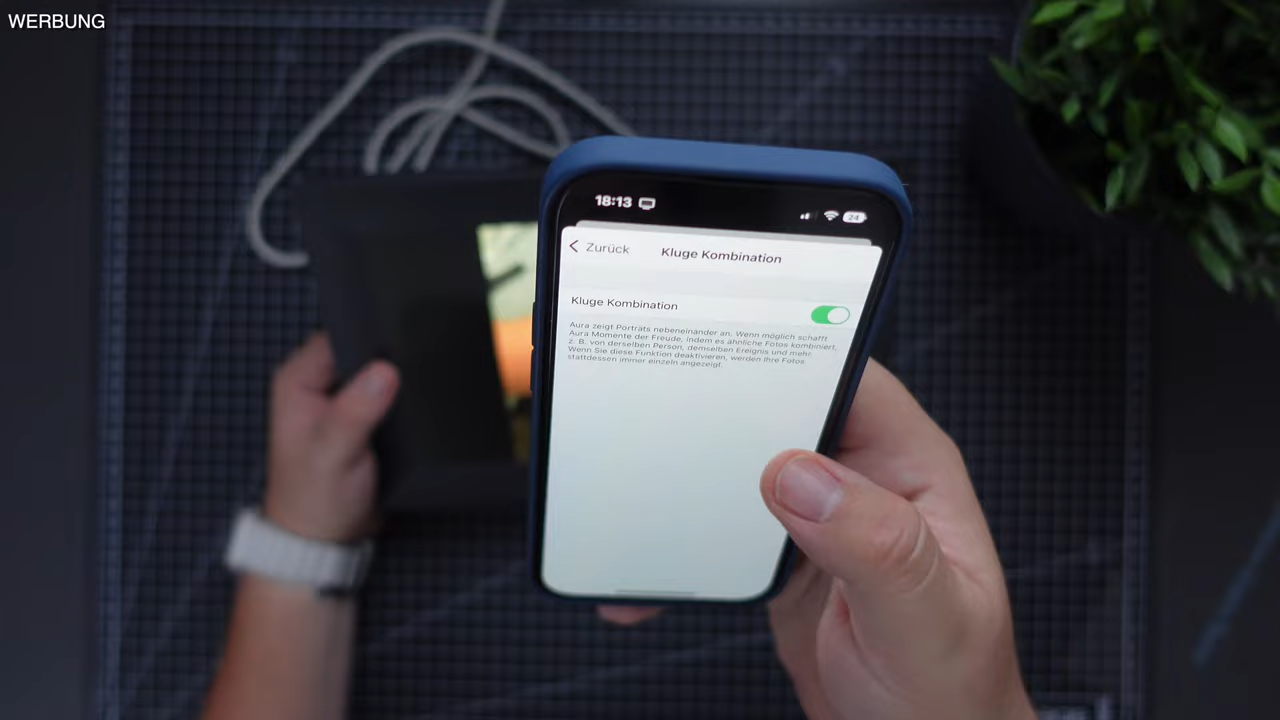 WERBUNG
18:13
24
Zurück
Kluge Kombination
Kluge Kombination
Aura zeigt Porträts nebeneinander an. Wenn möglich schafft
Aura Momente der Freude, indem es ähnliche Fotos kombiniert,
z. B. von derselben Person, demselben Ereignis und mehr.
Wenn Sie diese Funktion deaktivieren, werden Ihre Fotos
stattdessen immer einzeln angezeigt.